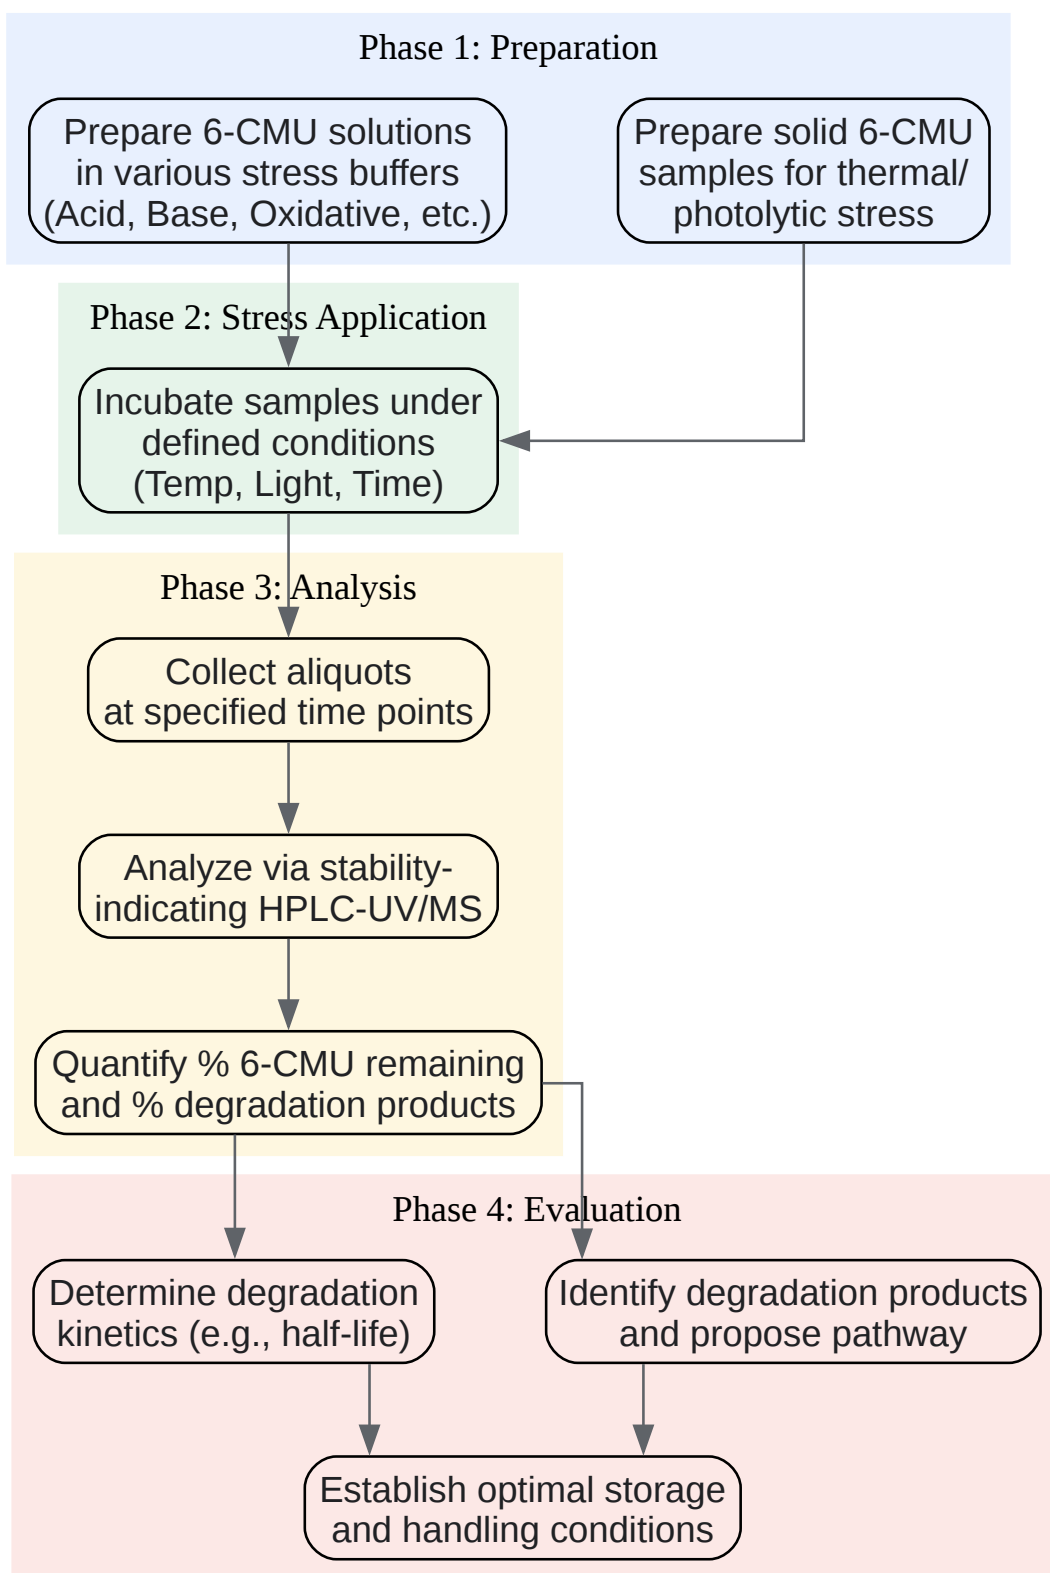 Phase 1: Preparation
Prepare 6-CMU solutions
in various stress buffers
(Acid, Base, Oxidative, etc.)
Prepare solid 6-CMU
samples for thermal/
photolytic stress
Phase 2: Stress Application
Incubate samples under
defined conditions
(Temp, Light, Time)
Phase 3: Analysis
Collect aliquots
at specified time points
Analyze via stability-
indicating HPLC-UV/MS
Quantify % 6-CMU remaining
and % degradation products
Phase 4: Evaluation
Determine degradation
kinetics (e.g., half-life)
Identify degradation products
and propose pathway
Establish optimal storage
and handling conditions